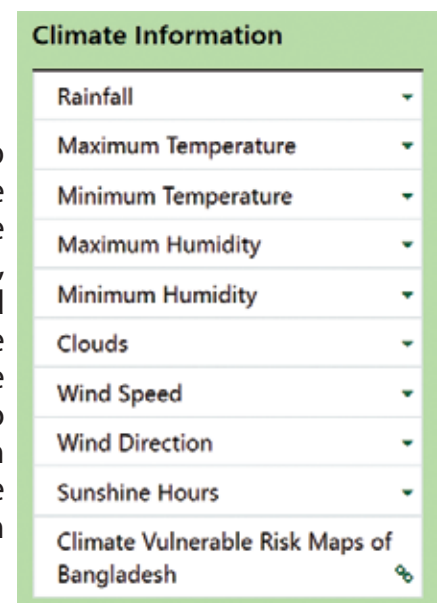 Climate Information
Rainfall
Maximum Temperature
Minimum Temperature
Maximum Humidity
Minimum Humidity
Clouds
Wind Speed
Wind Direction
Sunshine Hours
Climate Vulnerable Risk Maps of
Bangladesh